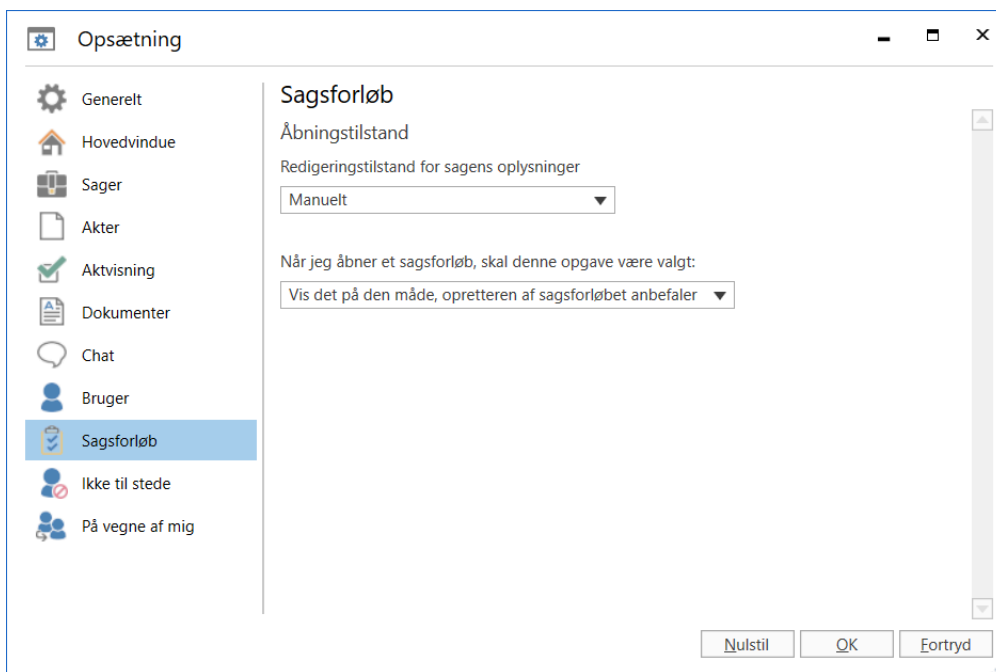 Opsætning
Generelt
Hovedvindue
Sager
Akter
Aktvisning
Dokumenter
Chat
Bruger
Sagsforløb
Ikke til stede
På vegne af mig
Sagsforløb
Åbningstilstand
Redigeringstilstand for sagens oplysninger
Manuelt
Når jeg åbner et sagsforløb, skal denne opgave være valgt:
Vis det på den måde, opretteren af sagsforløbet anbefaler
Nulstil
OK
Fortryd